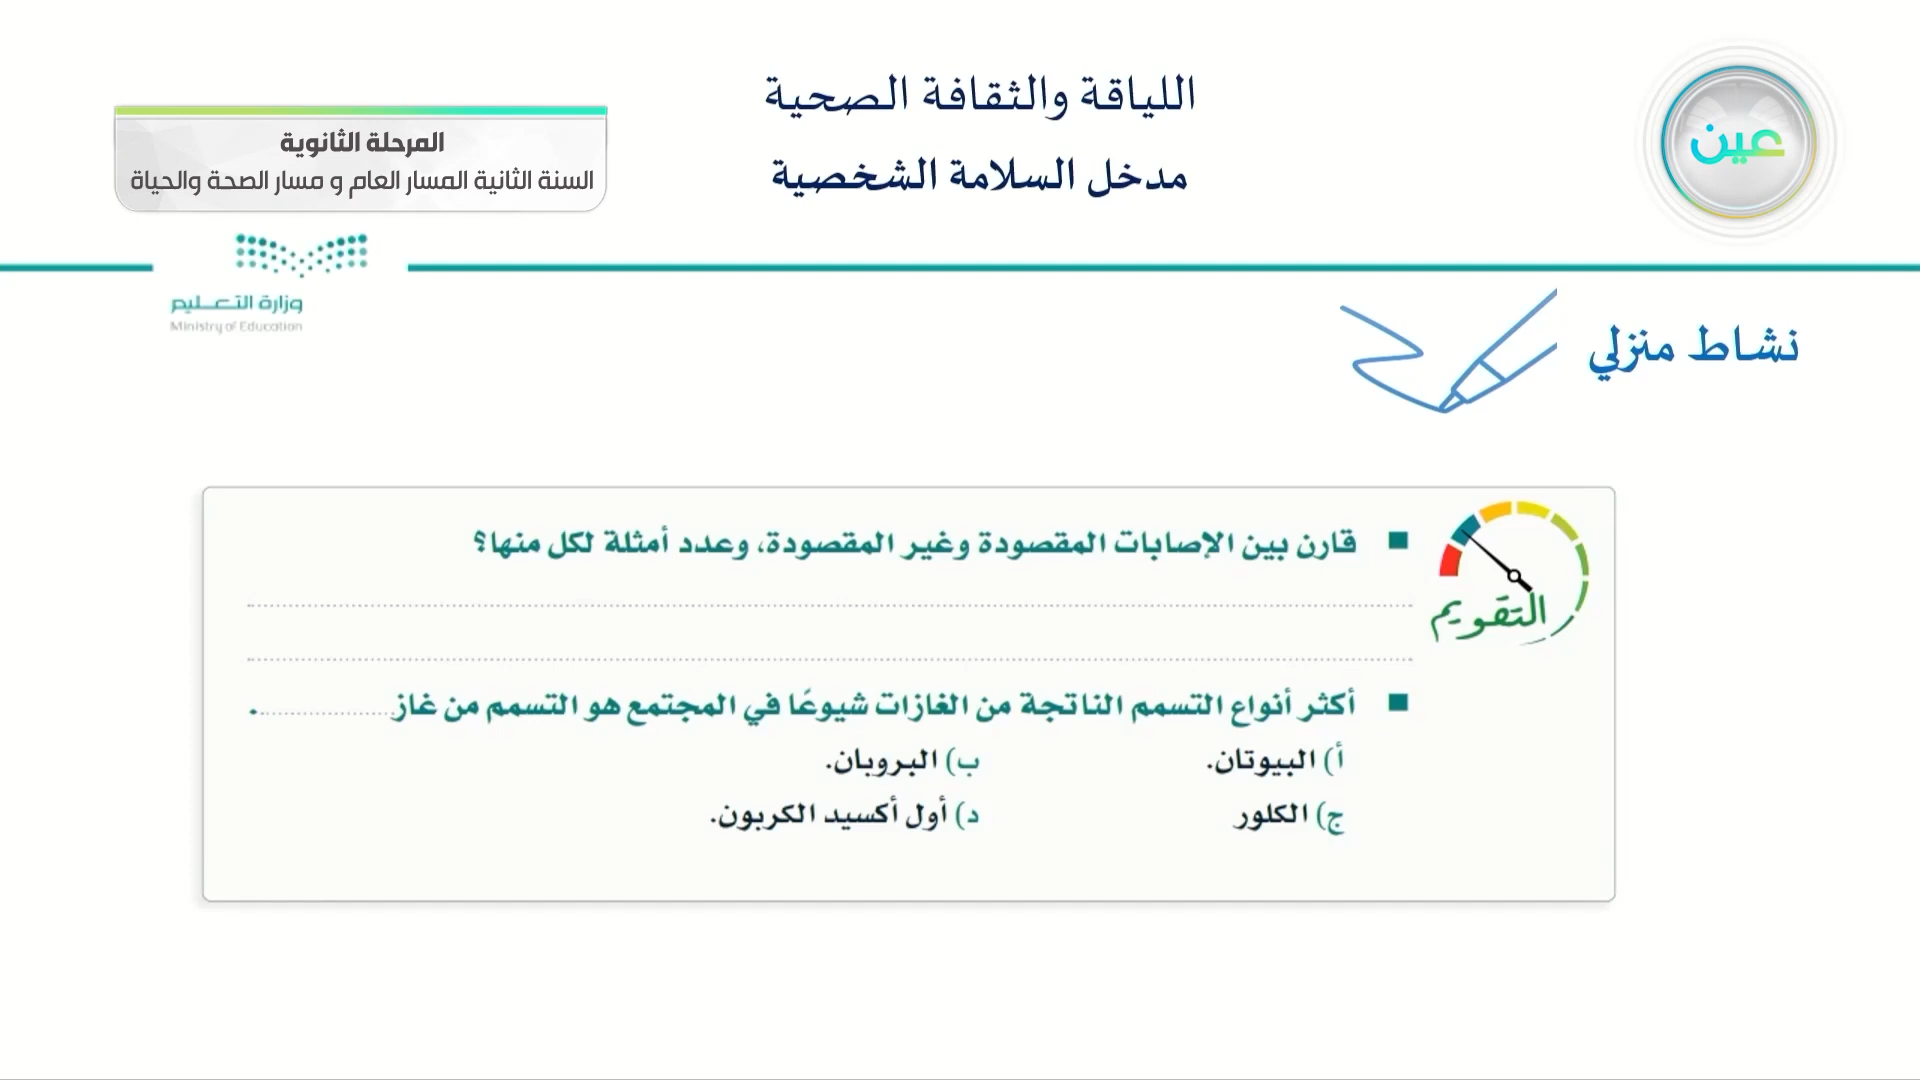 اللياقة والثقافة الصحية
مدخل السلامة الشخصية
عين
المرحلة الثانوية
السنة الثانية المسار العام و مسار الصحة والحياة
وزارة التعليم
Ministry of Education
نشاط منزلي
التقويم
قارن بين الإصابات المقصودة وغير المقصودة، وعدد أمثلة لكل منها؟
أكثر أنواع التسمم الناتجة من الغازات شيوعًا في المجتمع هو التسمم من غاز.................... .
أ) البيوتان. ب) البروبان.
ج) الكلور د) أول أكسيد الكربون.